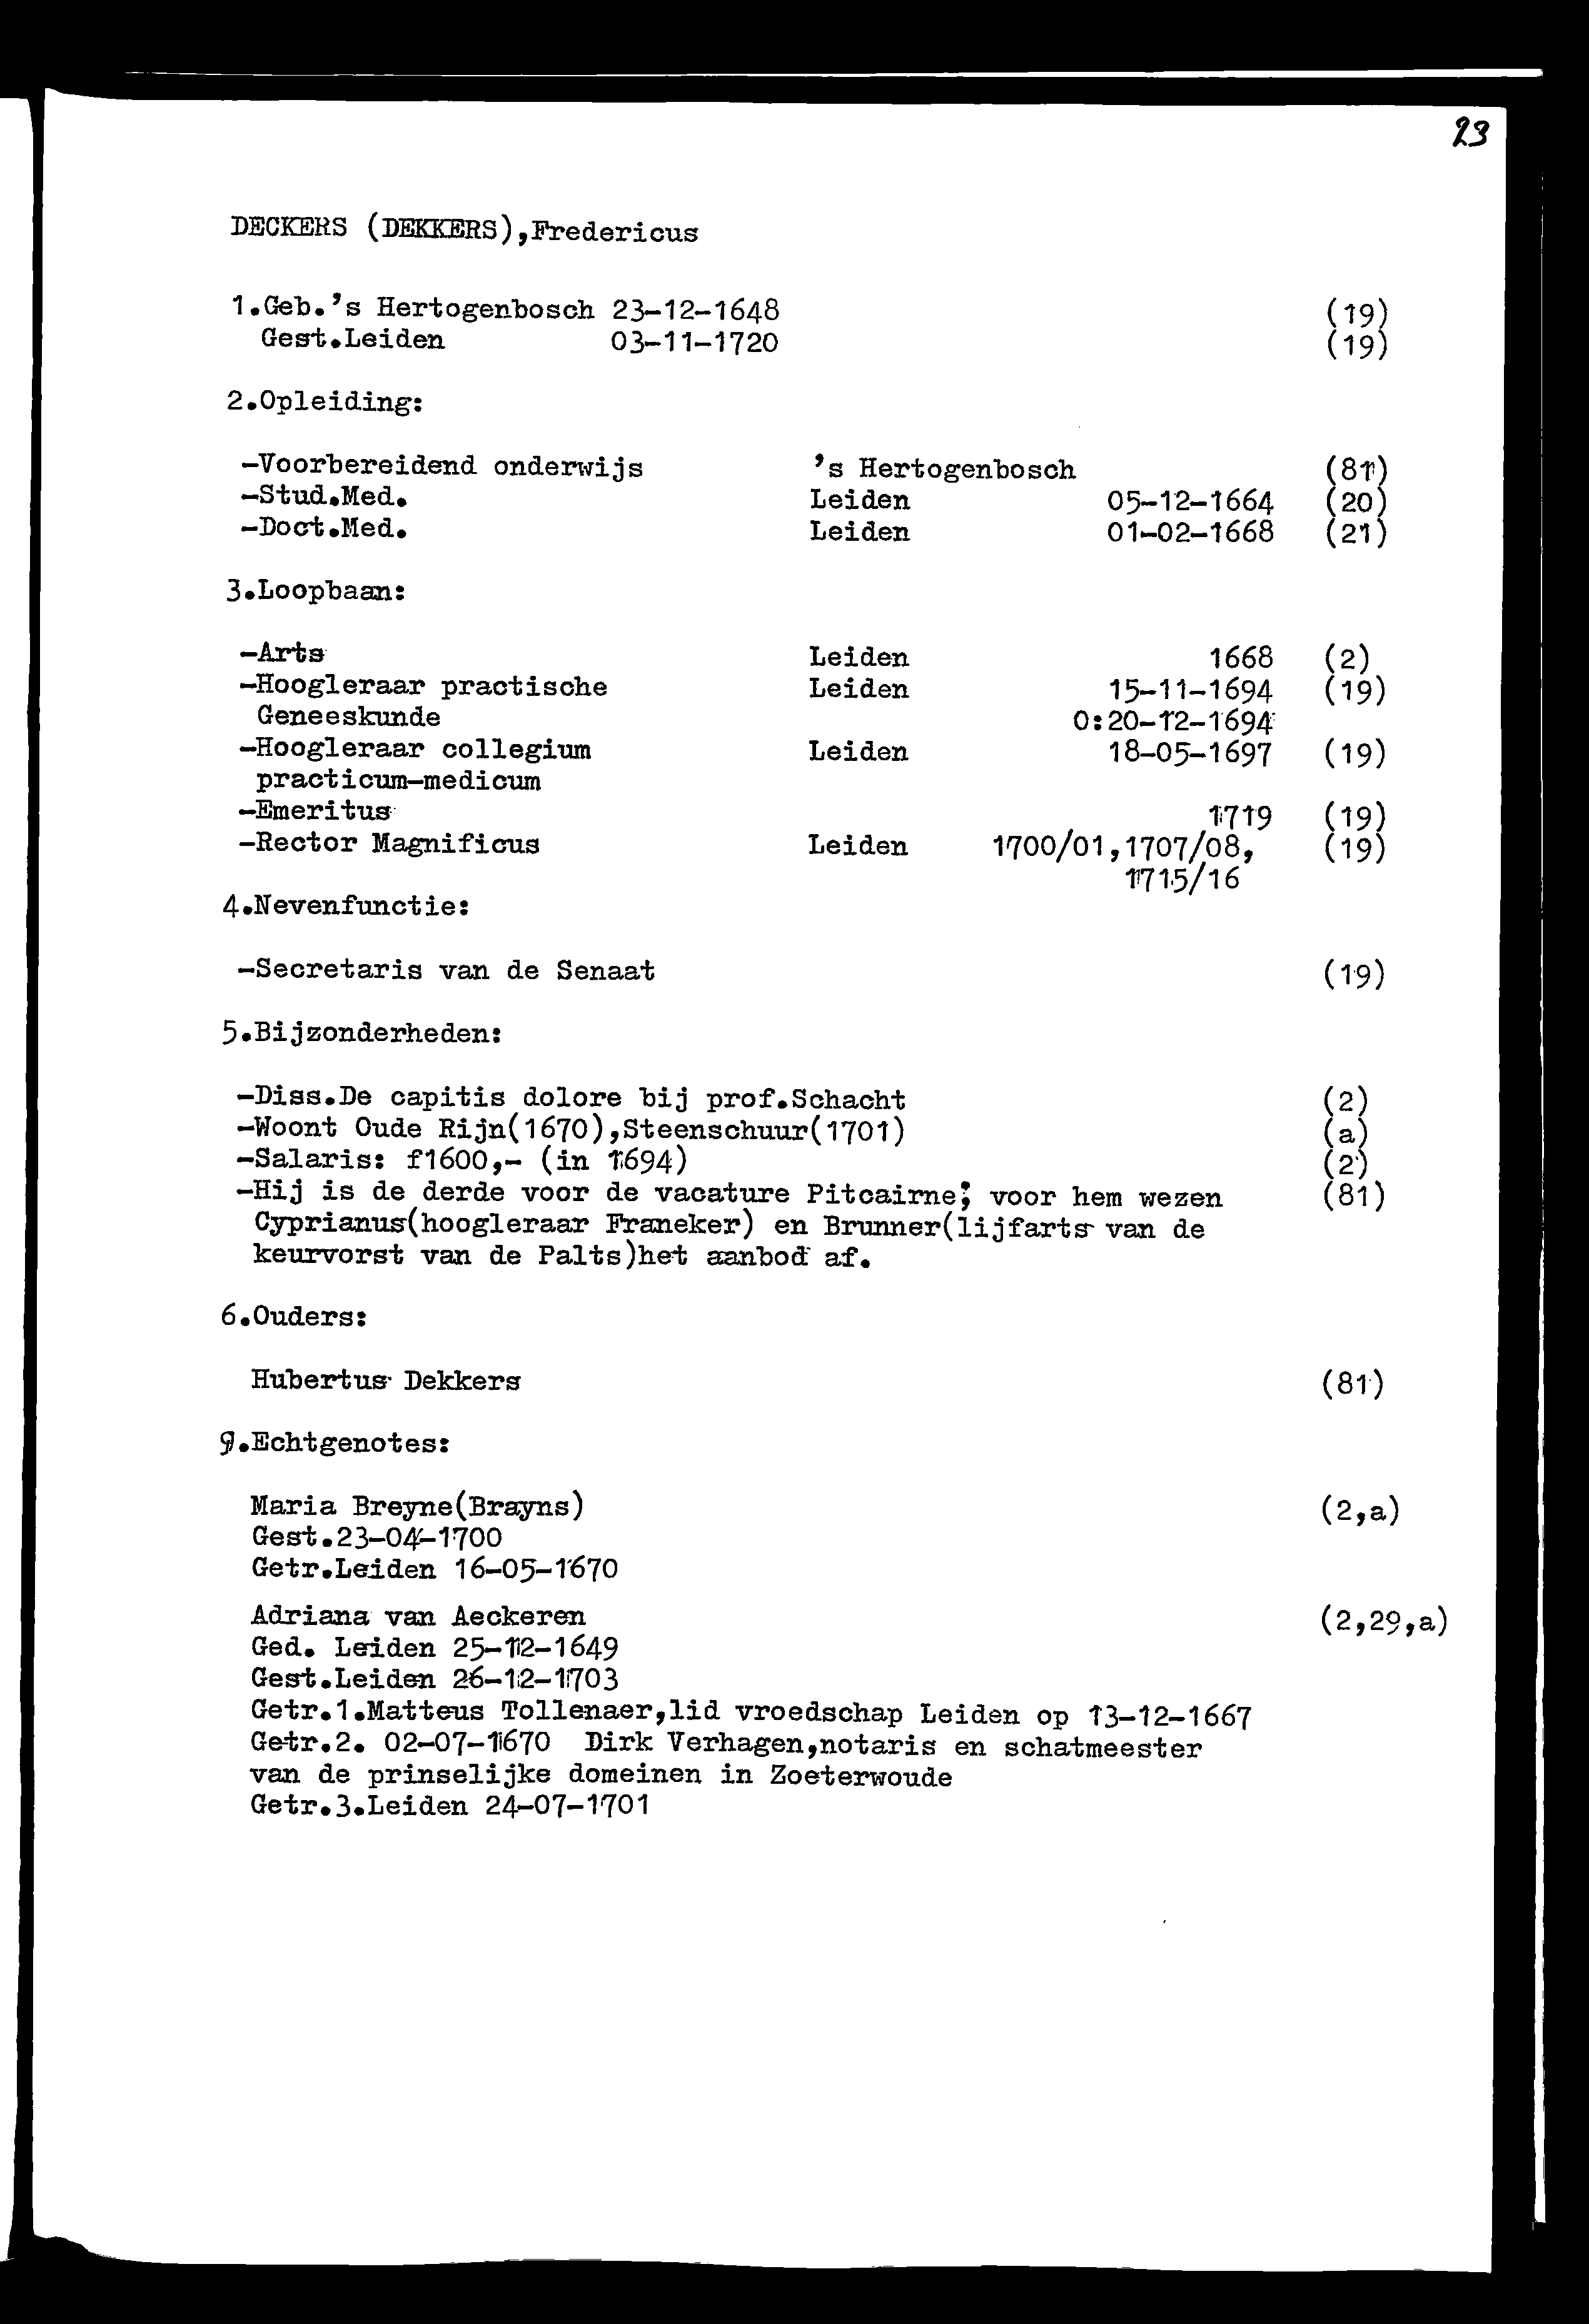 23
DECKERS (DEKKERS),Fredericus
1.Geb.'s Hertogenbosch 23-12-1648 (19)
Gest.Leiden 03-11-1720 (19)
2.Opleiding:
-Voorbereidend onderwijs 's Hertogenbosch (81)
-Stud.Med. Leiden 05-12-1664 (20)
-Doct.Med. Leiden 01-02-1668 (21)
3.Loopbaan:
-Arts Leiden 1668 (2)
-Hoogleraar practische Leiden 15-11-1694 (19)
Geneeskunde O:20-12-1694
-Hoogleraar collegium Leiden 18-05-1697 (19)
practicum-medicum
-Emeritus 1719 (19)
-Rector Magnificus Leiden 1700/01,1707/08, (19)
1715/16
4.Nevenfunctie:
-Secretaris van de Senaat (19)
5.Bijzonderheden:
-Diss.De capitis dolore bij prof.Schacht (2)
-Woont Oude Rijn(1670),Steenschuur(1701) (a)
-Salaris: f1600,- (in 1694) (2)
-Hij is de derde voor de vacature Pitcairne; voor hem wezen (81)
Cyprianus(hoogleraar Franeker) en Brunner(lijfarts van de
keurvorst van de Palts)het aanbod af.
6.Ouders:
Hubertus Dekkers (81)
9.Echtgenotes:
Maria Breyne(Brayns) (2,a)
Gest.23-04-1700
Getr.Leiden 16-05-1670
Adriana van Aeckeren (2,29,a)
Ged. Leiden 25-12-1649
Gest.Leiden 26-12-1703
Getr.1.Matteus Tollenaer,lid vroedschap Leiden op 13-12-1667
Getr.2. 02-07-1670 Dirk Verhagen,notaris en schatmeester
van de prinselijke domeinen in Zoeterwoude
Getr.3.Leiden 24-07-1701